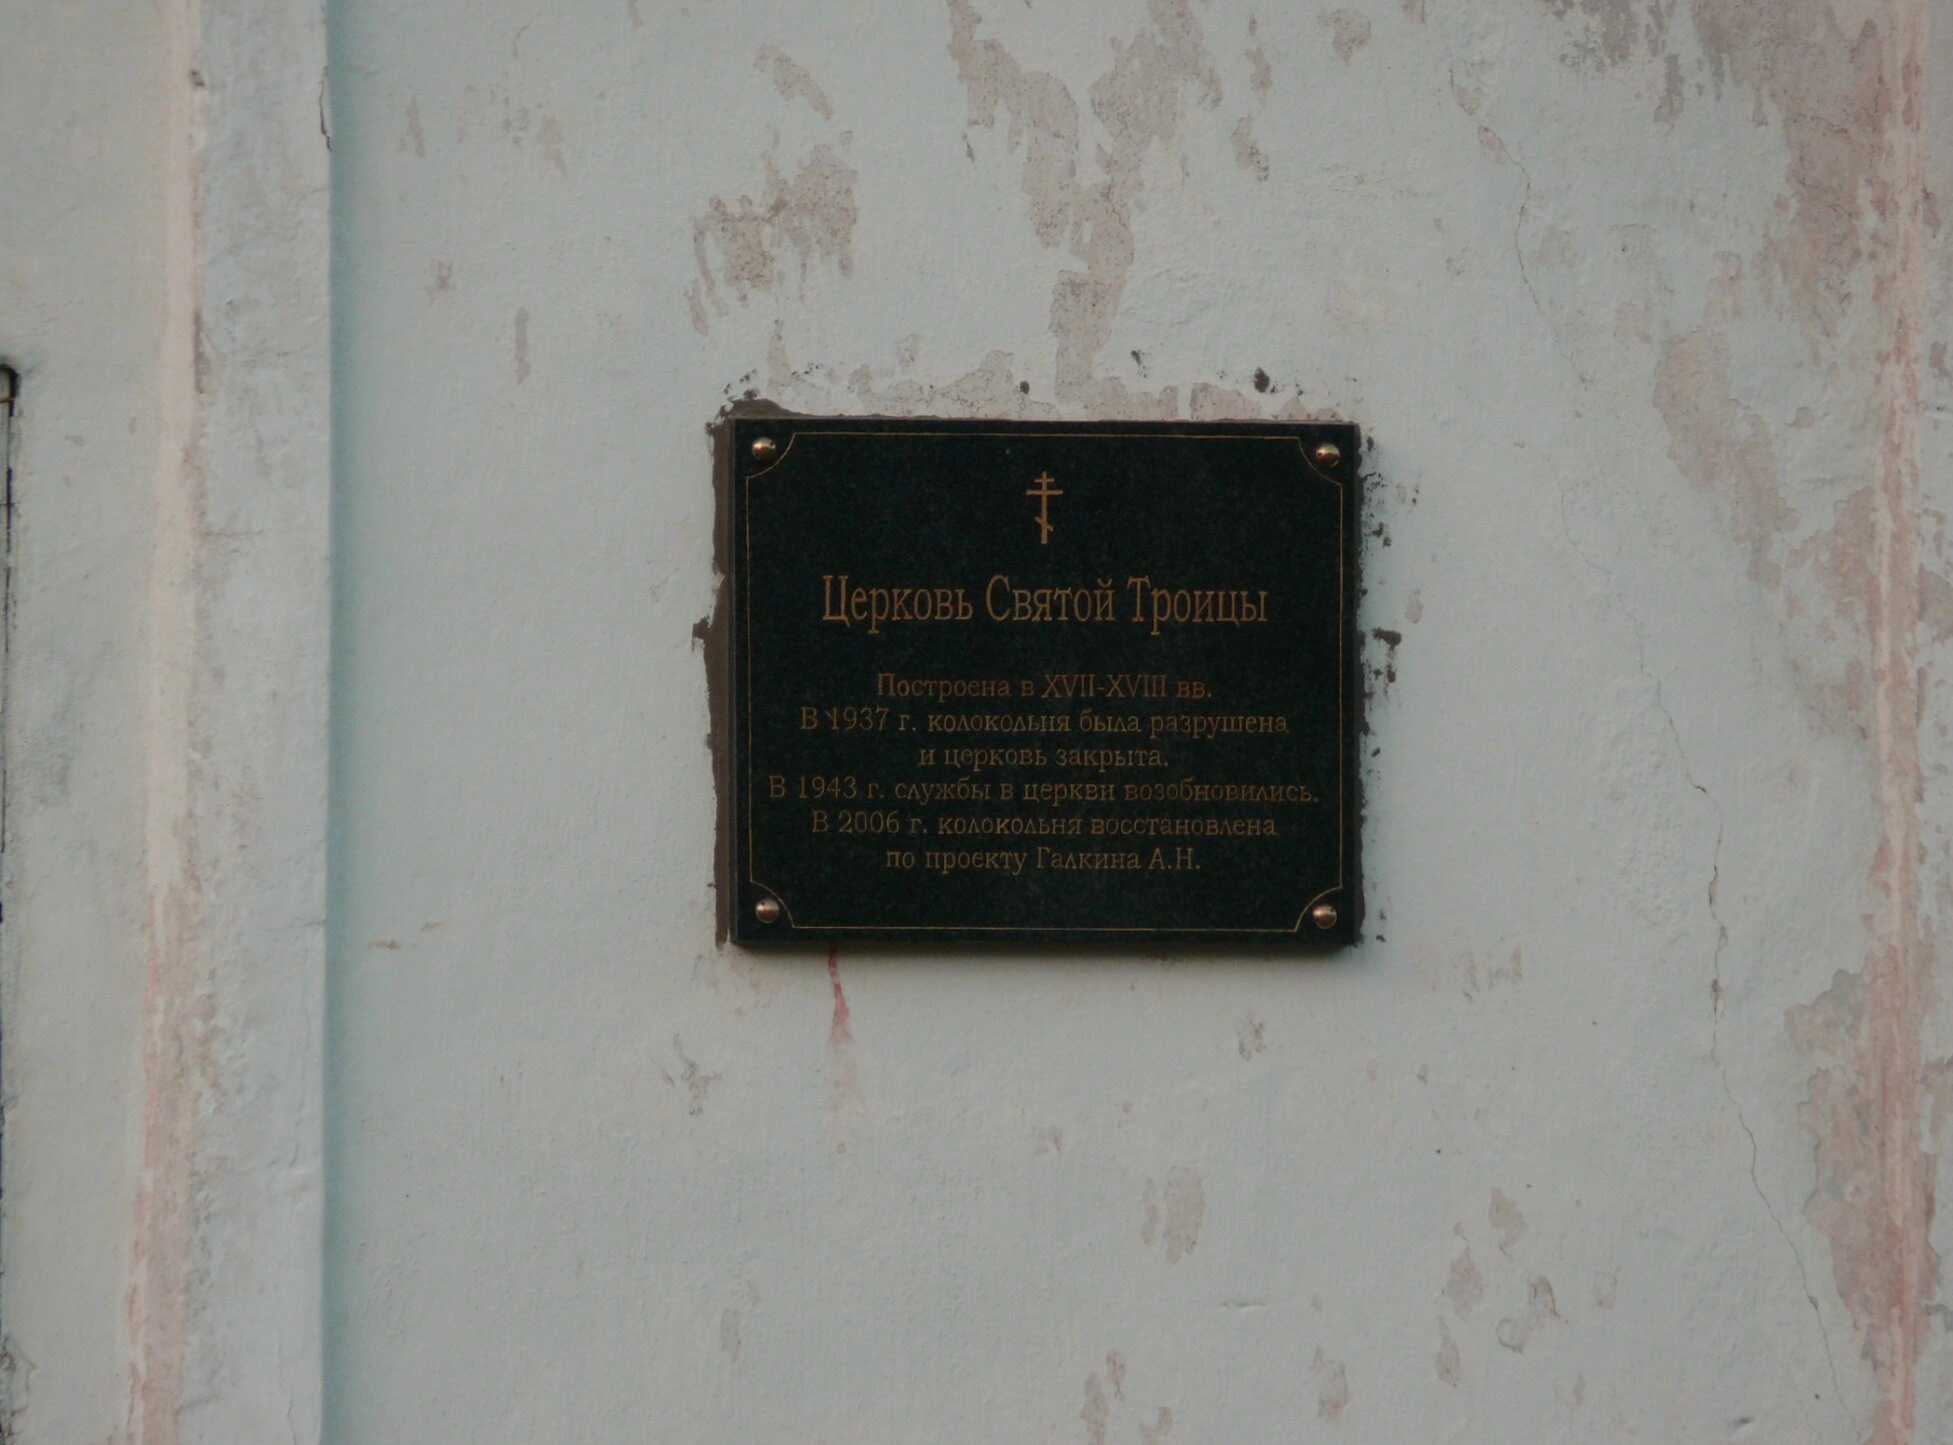 Церковь Святой Троицы
Построена в XVII-XVIII вв.
В 1937 г. колокольня была разрушена
и церковь закрыта.
В 1943 г. службы в церкви возобновились.
В 2006 г. колокольня восстановлена
по проекту Галкина А.Н.